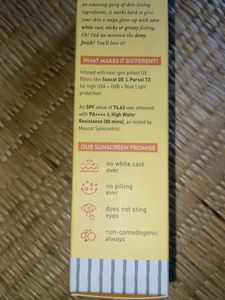 an amazing gang of skin-loving
ingredients, it works hard to give
your skin a major glow-up with zero
white cast, sticky or greasy feeling
Oh! Did we mention the dewy
finish? You'll love it!
WHAT MAKES IT DIFFERENT?
Infused with next-gen patent UV
filters like Suncat DE & Parsol TX
for high UVA + UVB + Blue Light
protection.
An SPF value of 74.63 was obtained
with PA++++ & High Water
Resistance (80 mins), as tested by
Mascot Spincontrol.
OUR SUNSCREEN PROMISE
no white cast
ever
no pilling
ever
does not sting
eyes
non-comedogenic
always